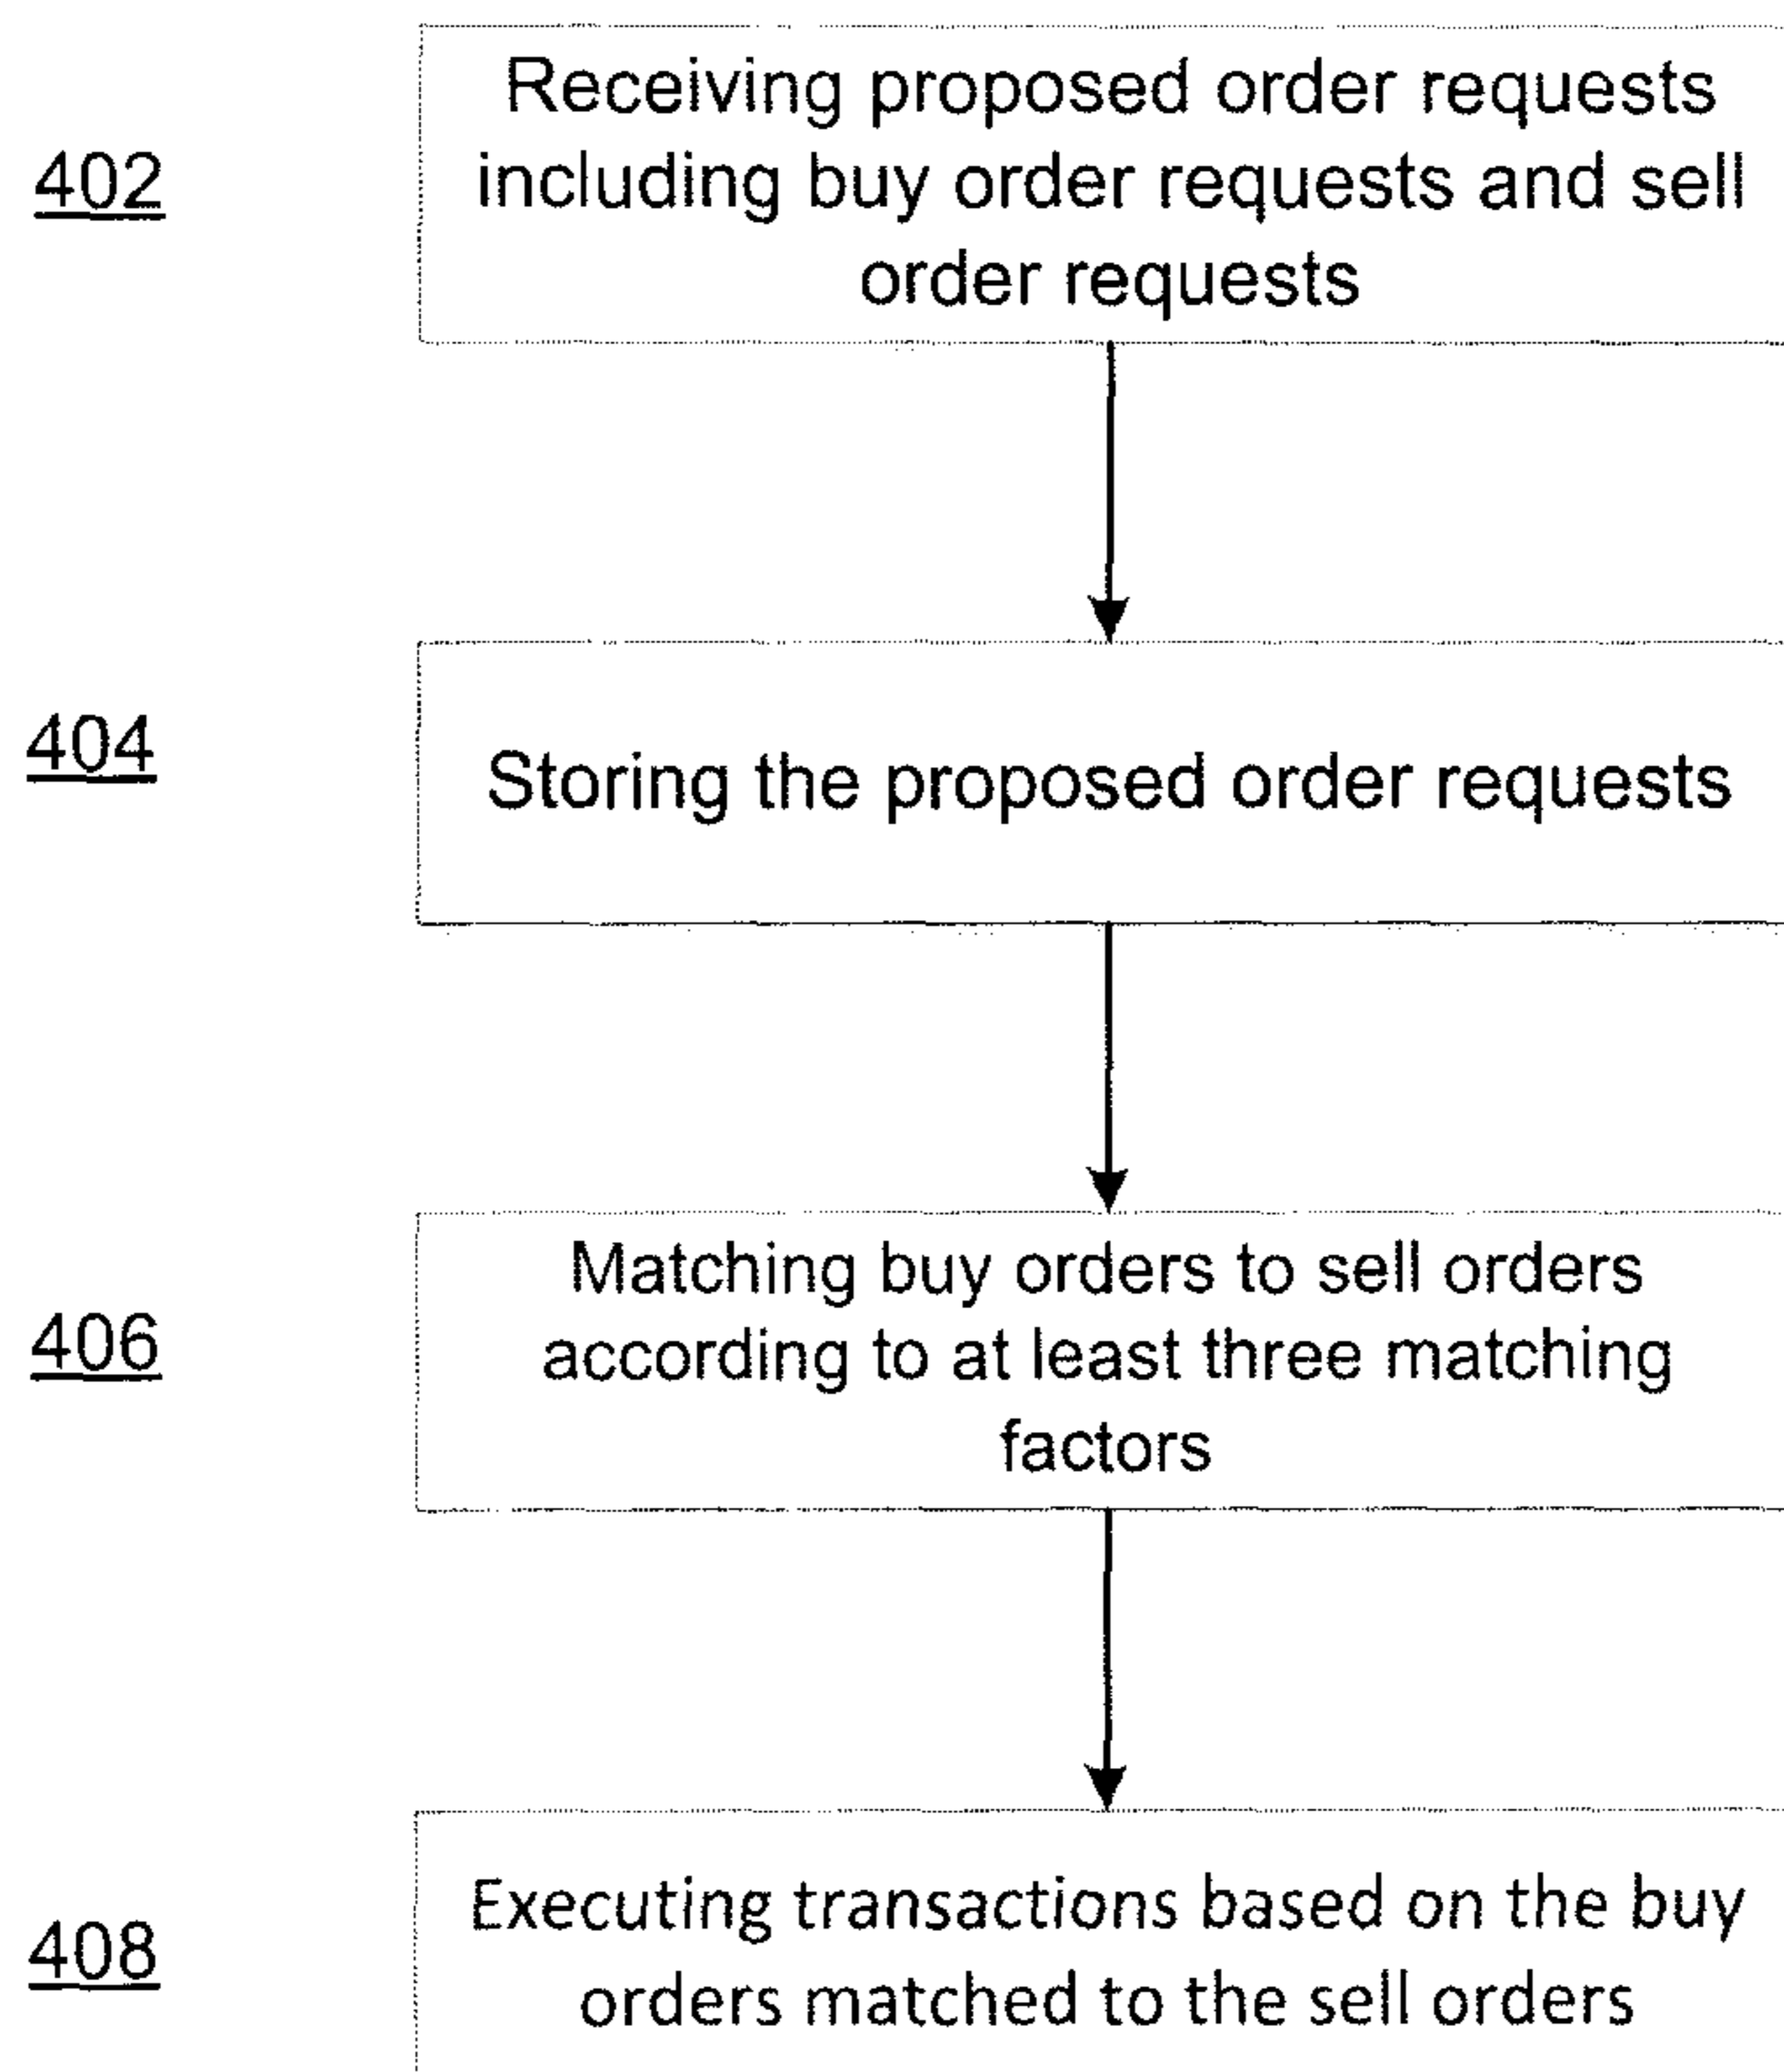 Receiving proposed order requests
402
including buy order requests and sell
order requests
404
Storing the proposed order requests
Matching buy orders to sell orders
406
according to at least three matching
factors
Executing transactions based on the buy
408
orders matched to the sell orders